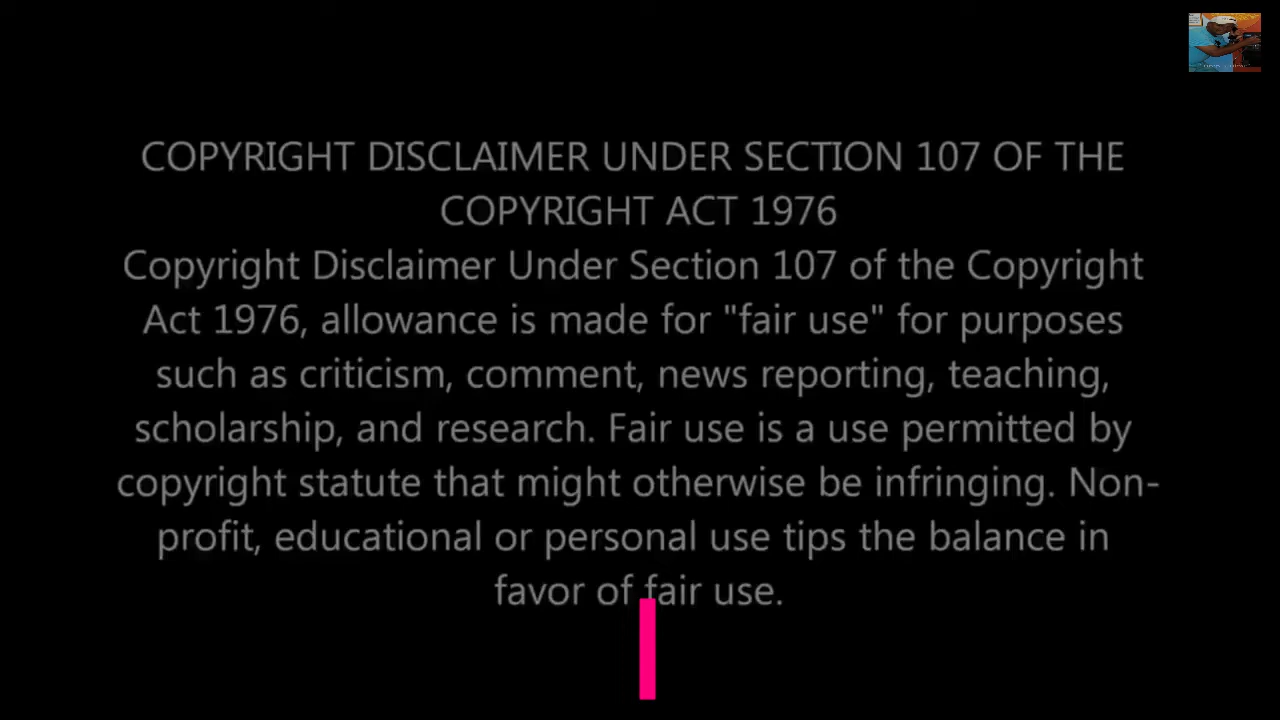 COPYRIGHT DISCLAIMER UNDER SECTION 107 OF THE
COPYRIGHT ACT 1976
Copyright Disclaimer Under Section 107 of the Copyright
Act 1976, allowance is made for "fair use" for purposes
such as criticism, comment, news reporting, teaching,
scholarship, and research. Fair use is a use permitted by
copyright statute that might otherwise be infringing. Non-
profit, educational or personal use tips the balance in
favor of fair use.